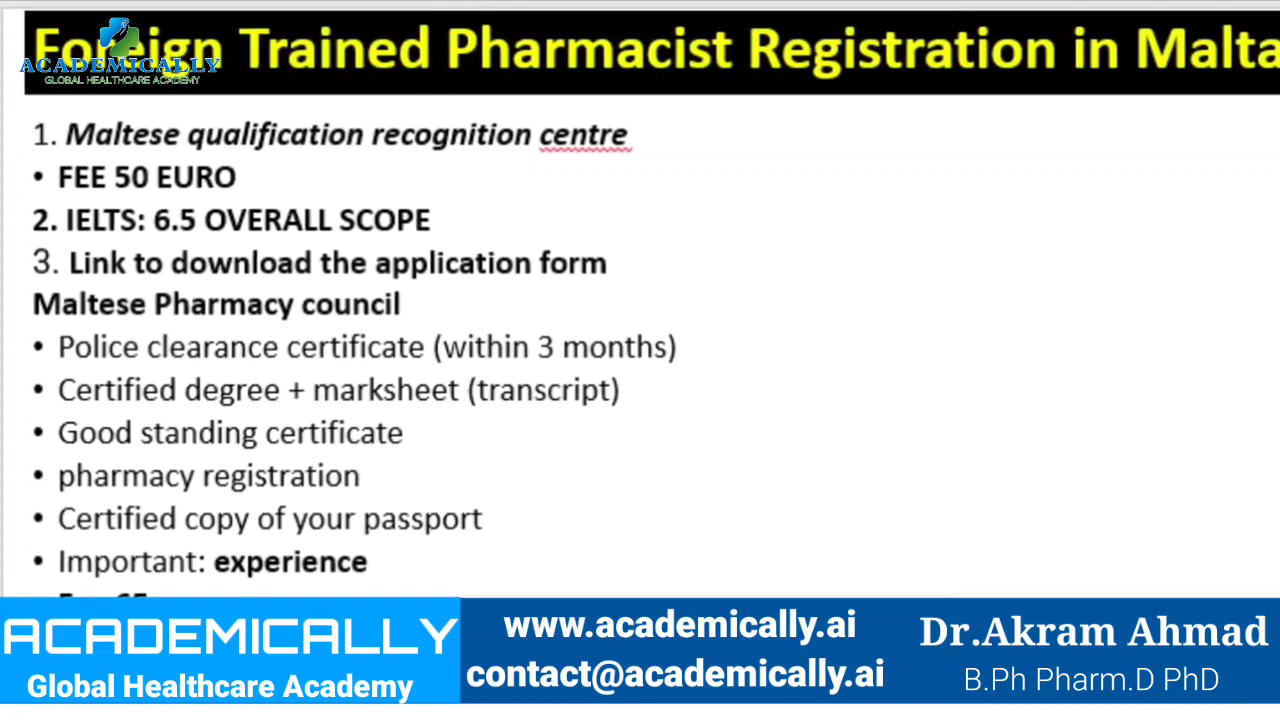 Foreign Trained Pharmacist Registration in Malta
ACADEMICALLY
GLOBAL HEALTHCARE ACADEMY
1. Maltese qualification recognition centre
• FEE 50 EURO
2. IELTS: 6.5 OVERALL SCOPE
3. Link to download the application form
Maltese Pharmacy council
• Police clearance certificate (within 3 months)
• Certified degree + marksheet (transcript)
• Good standing certificate
• pharmacy registration
• Certified copy of your passport
• Important: experience
ACADEMICALLY
Global Healthcare Academy
www.academically.ai
contact@academically.ai
Dr.Akram Ahmad
B.Ph Pharm.D PhD